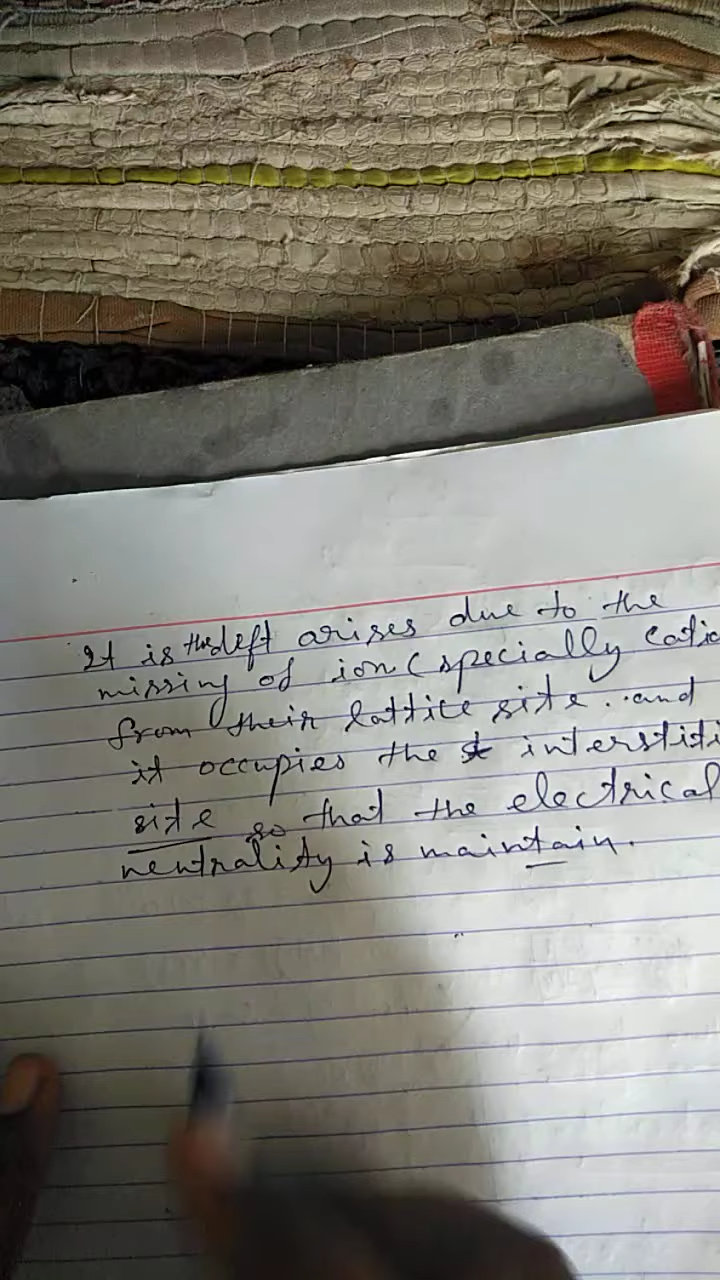 It is the deft arises due to the
missing of ion (specially catio
from their lattice site. and
it occupies the interstiti
site so that the electrical
neutrality is maintain.